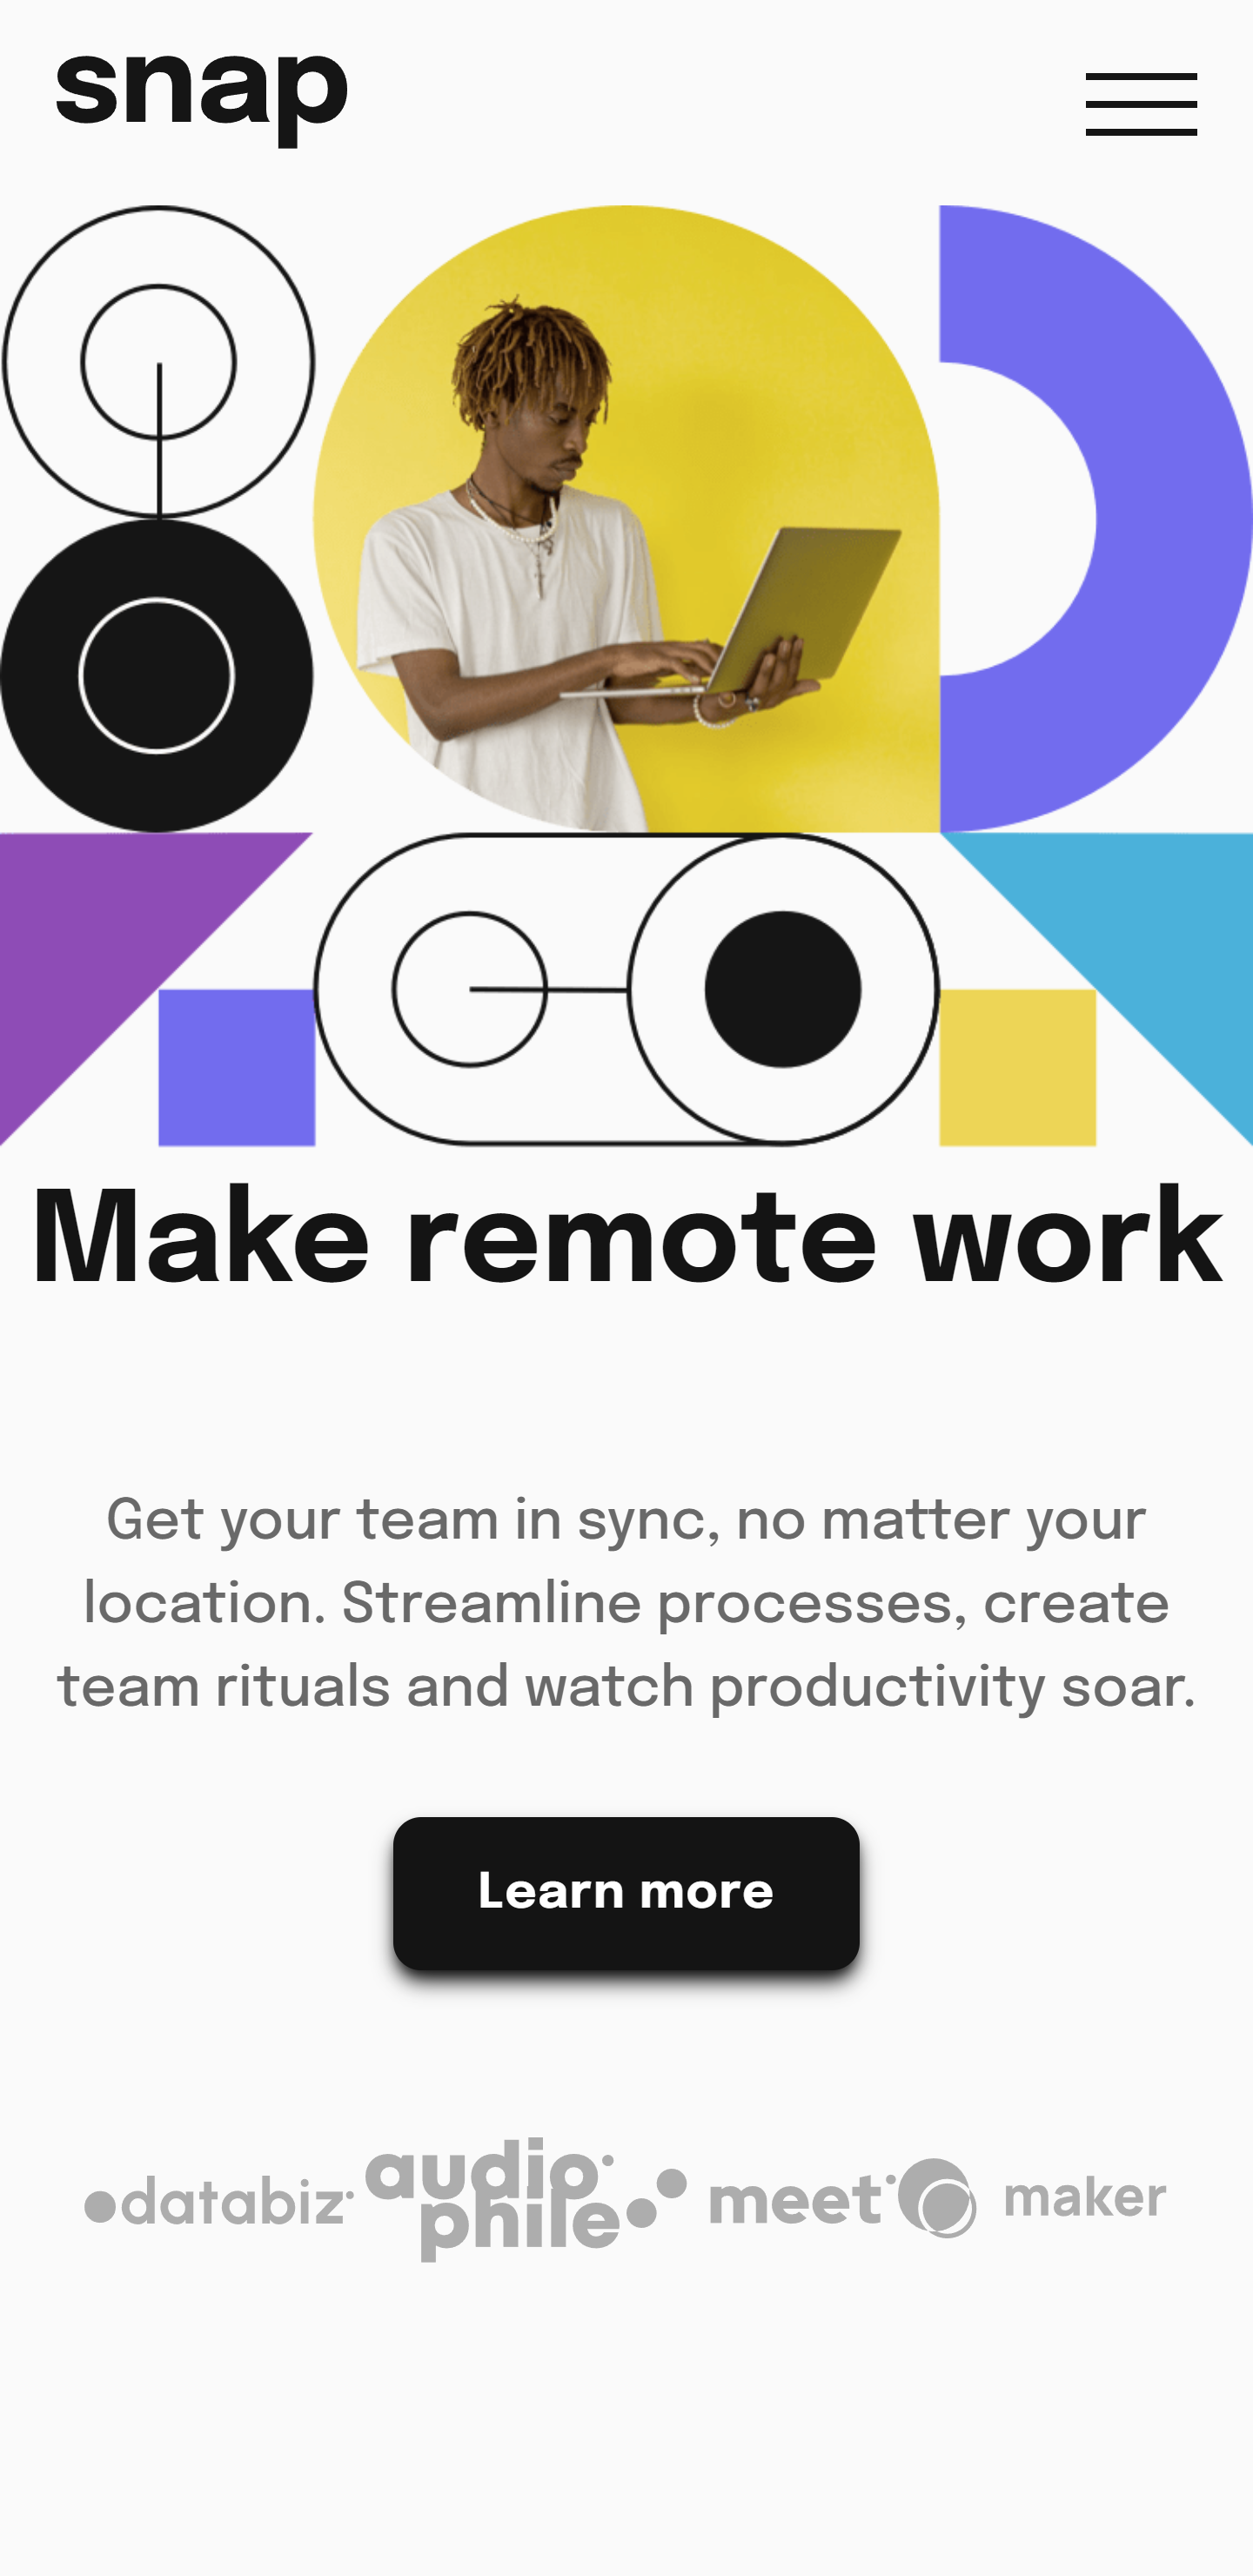 snap
Make remote work
Get your team in sync, no matter your
location. Streamline processes, create
team rituals and watch productivity soar.
Learn more
databiz
audio
phile
meet
maker